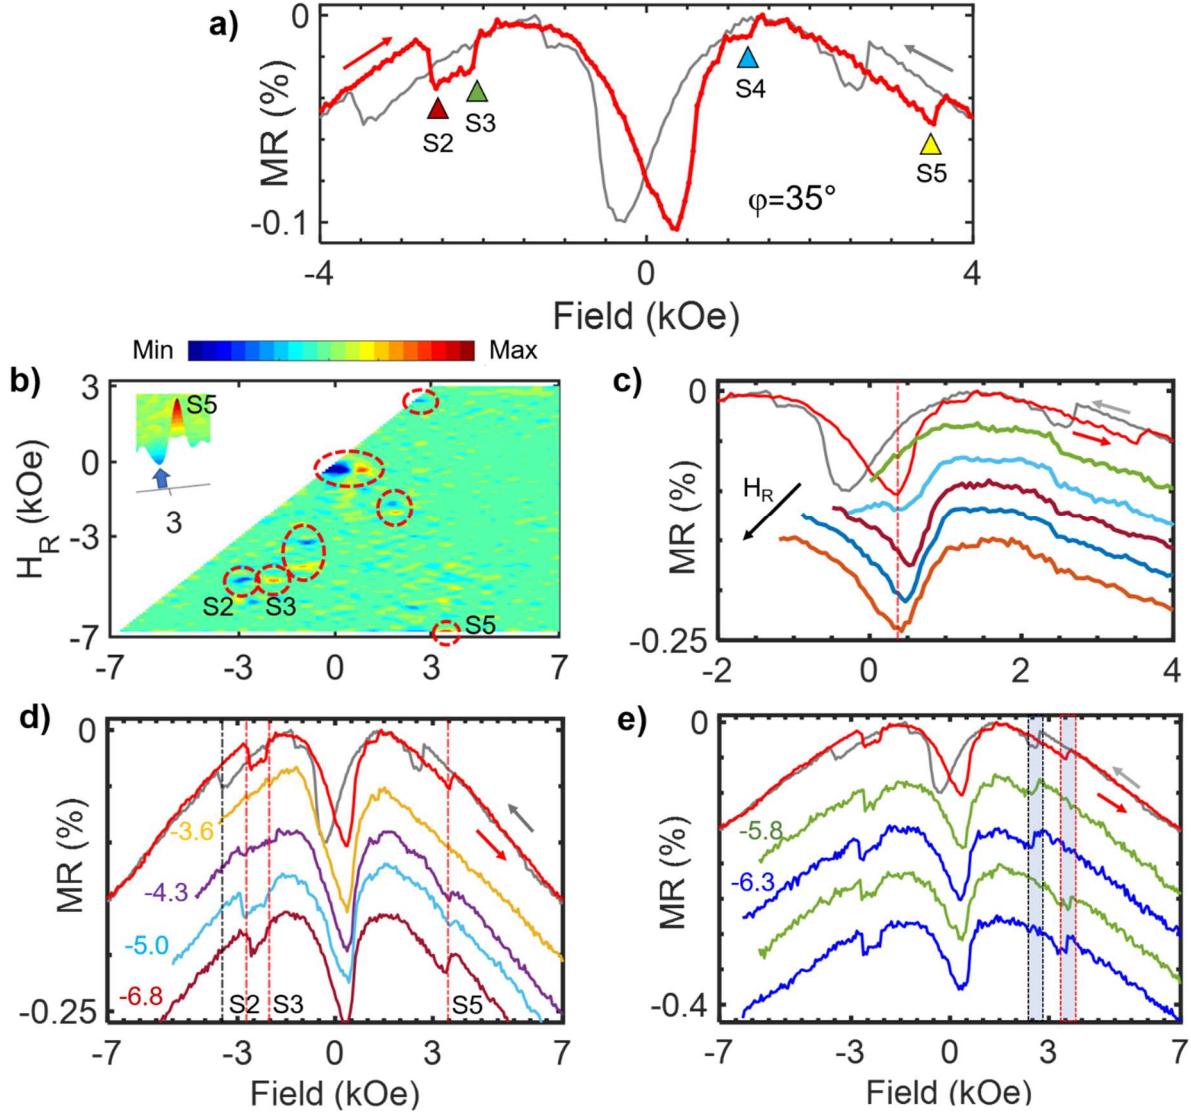 a)
0
-0.1
MR (%)
S2
S3
S4
S5
φ=35°
-4
0
4
Field (kOe)
Min
Max
b)
3
0
-3
-7
H_R (kOe)
S5
3
S2
S3
S5
-7
-3
0
3
7
c)
0
-0.25
MR (%)
H_R
-2
0
2
4
d)
0
-0.25
MR (%)
-3.6
-4.3
-5.0
-6.8
S2
S3
S5
-7
-3
0
3
7
Field (kOe)
e)
0
-0.4
MR (%)
-5.8
-6.3
-7
-3
0
3
7
Field (kOe)